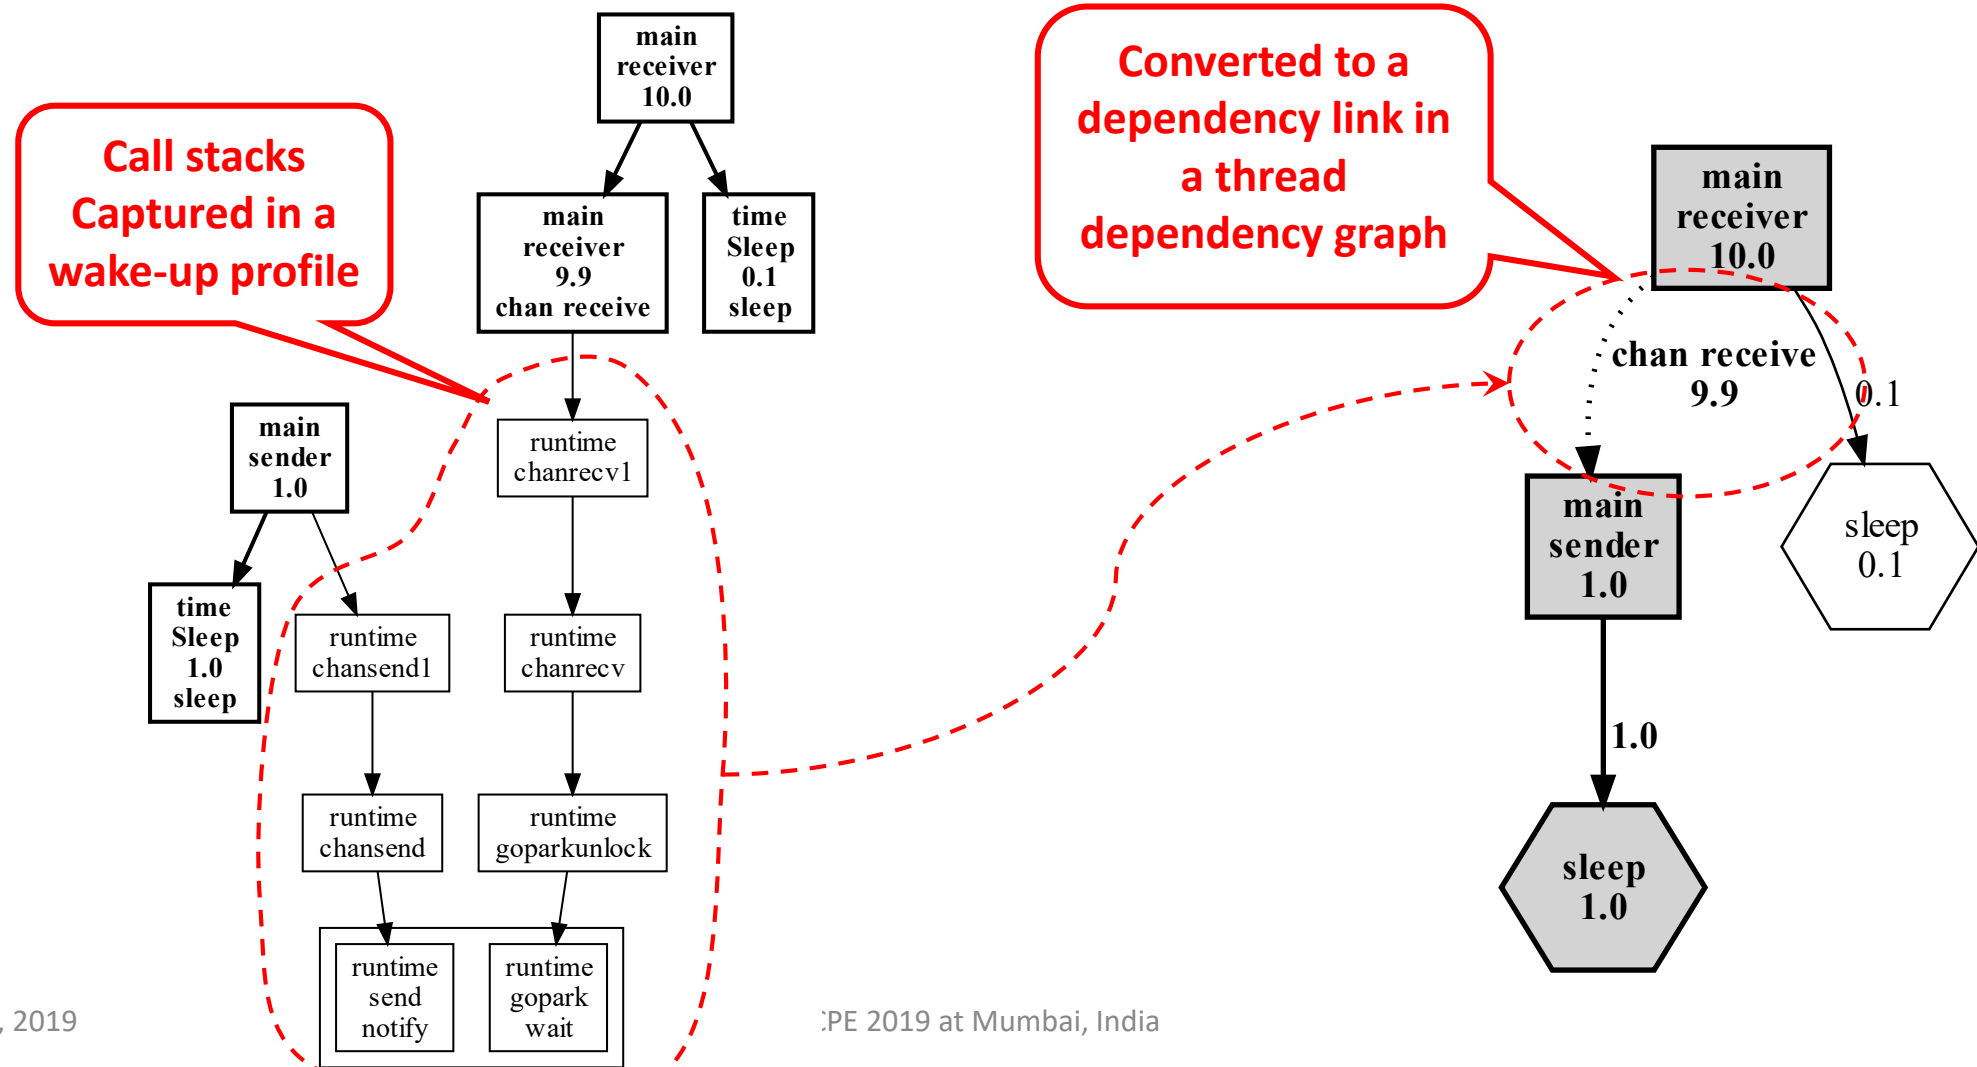 Call stacks
Captured in a
wake-up profile
main
receiver
10.0
main
receiver
9.9
chan receive
time
Sleep
0.1
sleep
main
sender
1.0
time
Sleep
1.0
sleep
runtime
chansend1
runtime
chansend
runtime
send
notify
runtime
chanrecv1
runtime
chanrecv
runtime
goparkunlock
runtime
gopark
wait
Converted to a
dependency link in
a thread
dependency graph
main
receiver
10.0
chan receive
9.9
0.1
main
sender
1.0
sleep
0.1
1.0
sleep
1.0
, 2019
PE 2019 at Mumbai, India